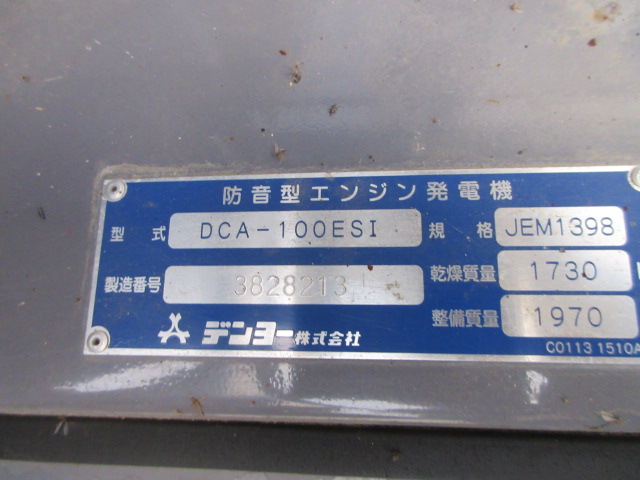 防音型エンジン発電機
型式 DCA-100ESI 規格 JEM1398
製造番号 3828213 乾燥質量 1730
整備質量 1970
デンヨー株式会社
C0113 1510A